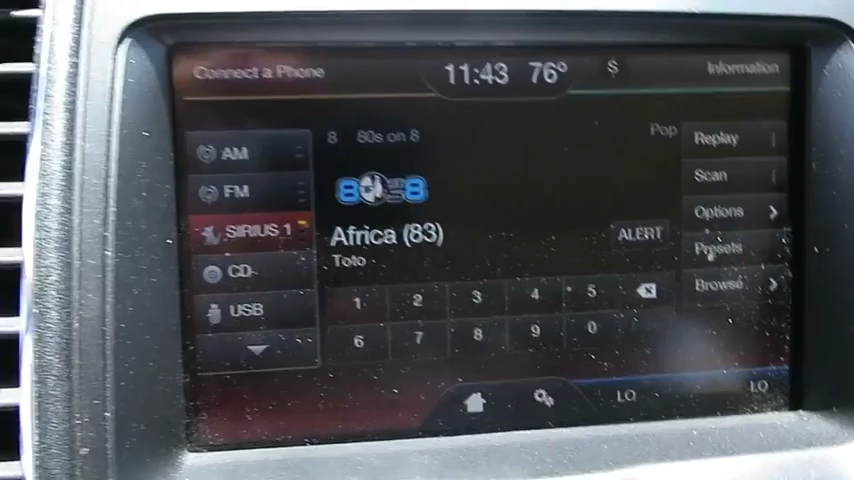 Connect a Phone 11:43 76° $ Information
AM
FM
SIRIUS 1
CD
USB
8 80s on 8 Pop
80s 8
Africa (83)
Toto
ALERT
1 2 3 4 5
6 7 8 9 0
Replay
Scan
Options
Presets
Browse
LO LO